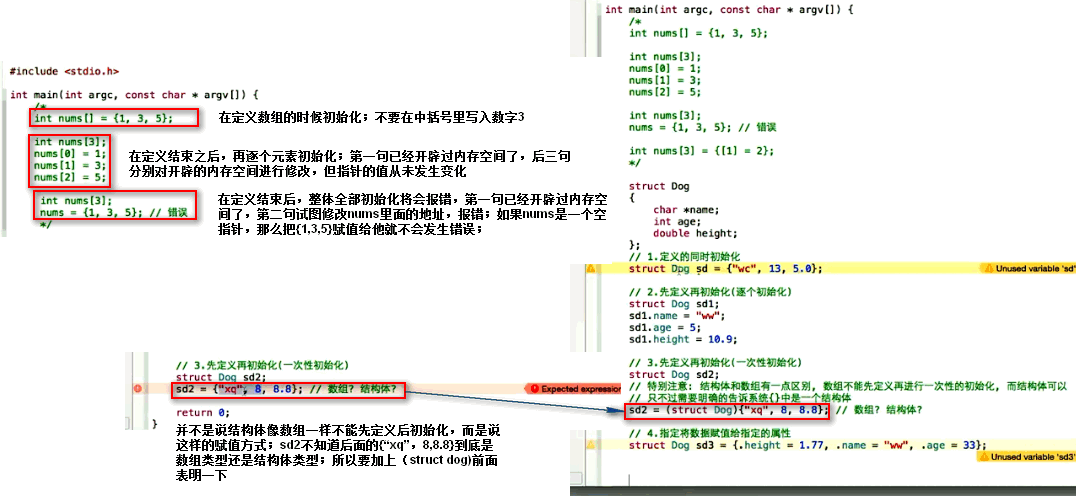 #include <stdio.h>
int main(int argc, const char * argv[]) {
/*
int nums[] = {1, 3, 5};
在定义数组的时候初始化；不要在中话号里写入数字3
int nums[3];
nums[0] = 1;
nums[1] = 3;
nums[2] = 5;
在定义结束之后，再逐个元素初始化；第一句已经开辟过内存空间了，后三句
分别对开辟的内存空间进行修改，但指针的值从未发生变化
int nums[3];
nums = {1, 3, 5}; // 错误
*/
在定义结束后，整体全部初始化将会报错，第一句已经开辟过内存空
间了，第二句试图修改nums里面的地址，报错；如果nums是一个空
指针，那么把{1,3,5}赋值给他就不会发生错误；
// 3.先定义再初始化(一次性初始化)
struct Dog sd2;
sd2 = {"xq", 8, 8.8}; // 数组? 结构体?
Expected expression
return 0;
}
并不是说结构体像数组一样不能先定义后初始化，而是说
这样的赋值方式；sd2不知道后面的{“xq”，8,8.8}到底是
数组类型还是结构体类型；所以要加上（struct dog)前面
表明一下
int main(int argc, const char * argv[]) {
/*
int nums[] = {1, 3, 5};
int nums[3];
nums[0] = 1;
nums[1] = 3;
nums[2] = 5;
int nums[3];
nums = {1, 3, 5}; // 错误
int nums[3] = {[1] = 2};
*/
struct Dog
{
char *name;
int age;
double height;
};
// 1.定义的同时初始化
struct Dog sd = {"wc", 13, 5.0};
Unused variable 'sd'
// 2.先定义再初始化(逐个初始化)
struct Dog sd1;
sd1.name = "ww";
sd1.age = 5;
sd1.height = 10.9;
// 3.先定义再初始化(一次性初始化)
struct Dog sd2;
// 特别注意: 结构体和数组有一点区别, 数组不能先定义再进行一次性的初始化, 而结构体可以
// 只不过需要明确的告诉系统{}中是一个结构体
sd2 = (struct Dog){"xq", 8, 8.8}; // 数组? 结构体?
// 4.指定将数据赋值给指定的属性
struct Dog sd3 = {.height = 1.77, .name = "ww", .age = 33};
Unused variable 'sd3'